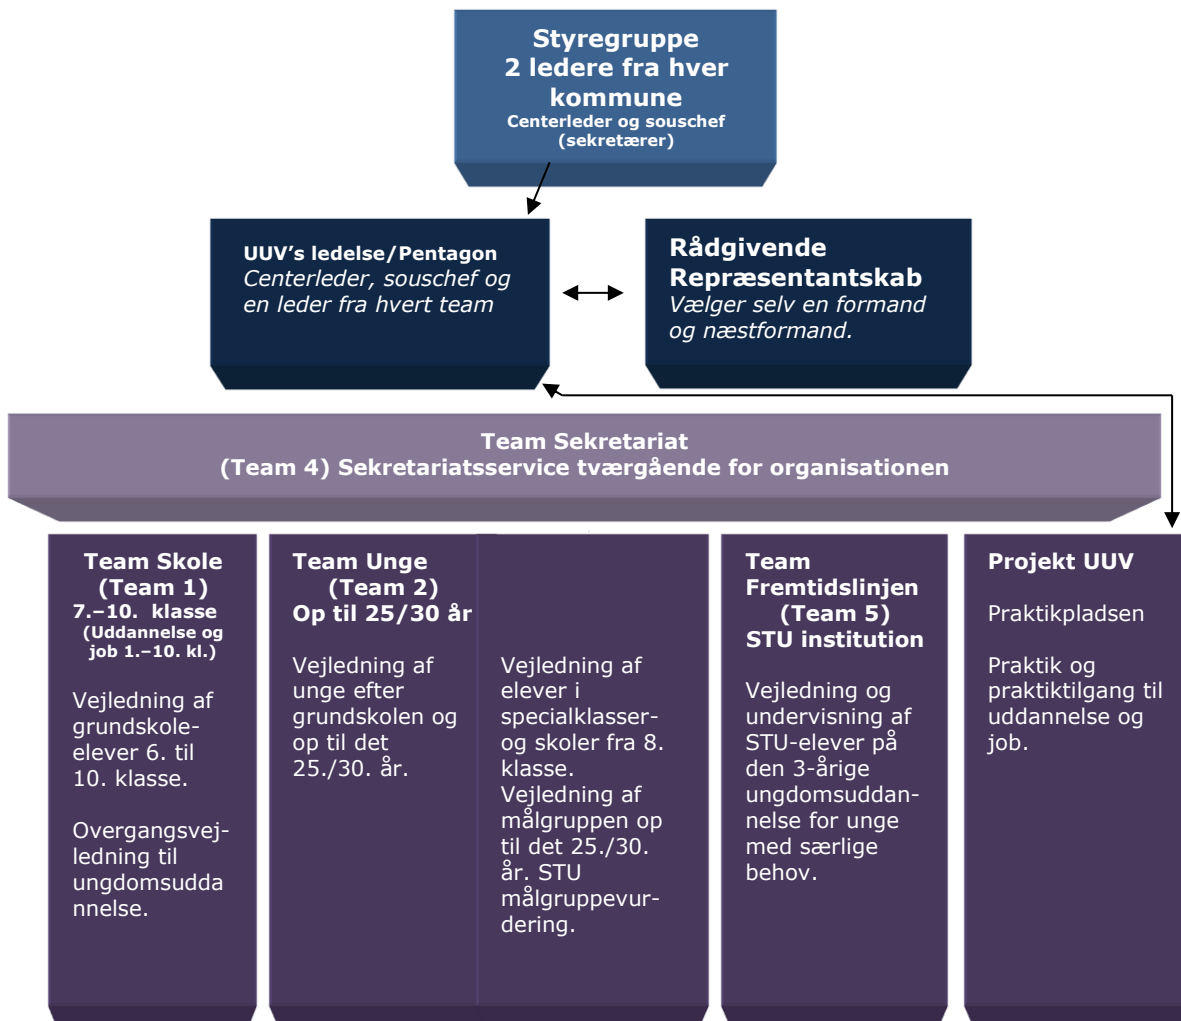 Styregruppe
2 ledere fra hver
kommune
Centerleder og souschef
(sekretærer)
UUV's ledelse/Pentagon
Centerleder, souschef og
en leder fra hvert team
Rådgivende
Repræsentantskab
Vælger selv en formand
og næstformand.
Team Sekretariat
(Team 4) Sekretariatsservice tværgående for organisationen
Team Skole
(Team 1)
7.–10. klasse
(Uddannelse og
job 1.–10. kl.)
Vejledning af
grundskole-
elever 6. til
10. klasse.
Overgangsvej-
ledning til
ungdomsudda
nnelse.
Team Unge
(Team 2)
Op til 25/30 år
Vejledning af
unge efter
grundskolen og
op til det
25./30. år.
Vejledning af
elever i
specialklasser-
og skoler fra 8.
klasse.
Vejledning af
målgruppen op
til det 25./30.
år. STU
målgruppevur-
dering.
Team
Fremtidslinjen
(Team 5)
STU institution
Vejledning og
undervisning af
STU-elever på
den 3-årige
ungdomsuddan-
nelse for unge
med særlige
behov.
Projekt UUV
Praktikpladsen
Praktik og
praktiktilgang til
uddannelse og
job.